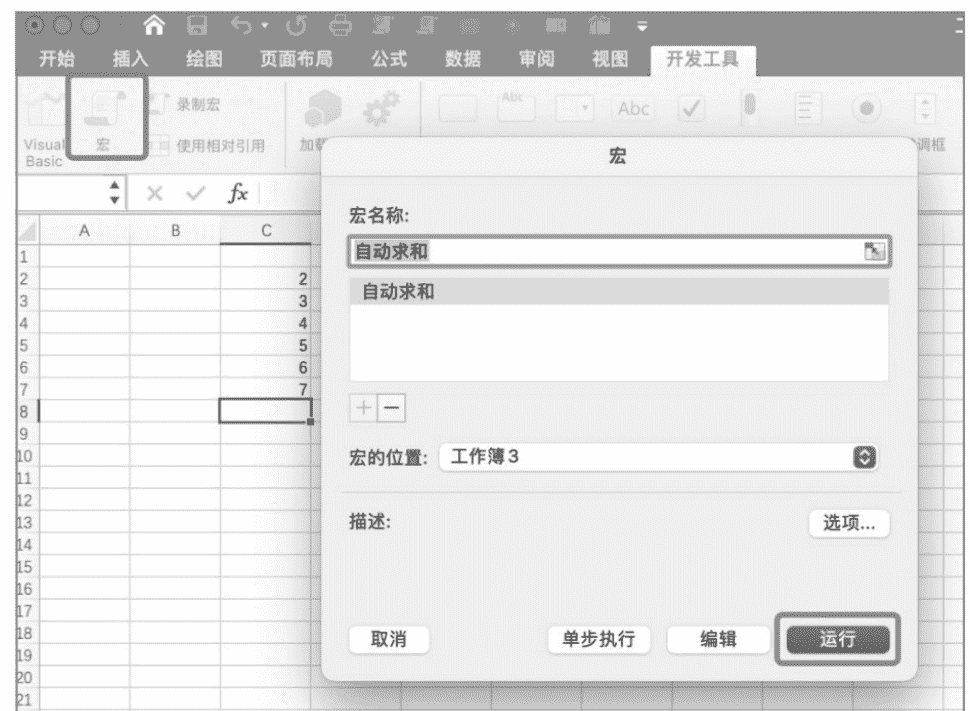 开始 插入 绘图 页面布局 公式 数据 审阅 视图 开发工具
Abc
录制宏
Abc
Visual
Basic
宏
使用相对引用
调框
fx
宏
宏名称:
自动求和
自动求和
宏的位置: 工作簿3
描述:
选项...
取消 单步执行 编辑 运行
A B C
1
2 2
3 3
4 4
5 5
6 6
7 7
8
9
10
11
12
13
14
15
16
17
18
19
20
21